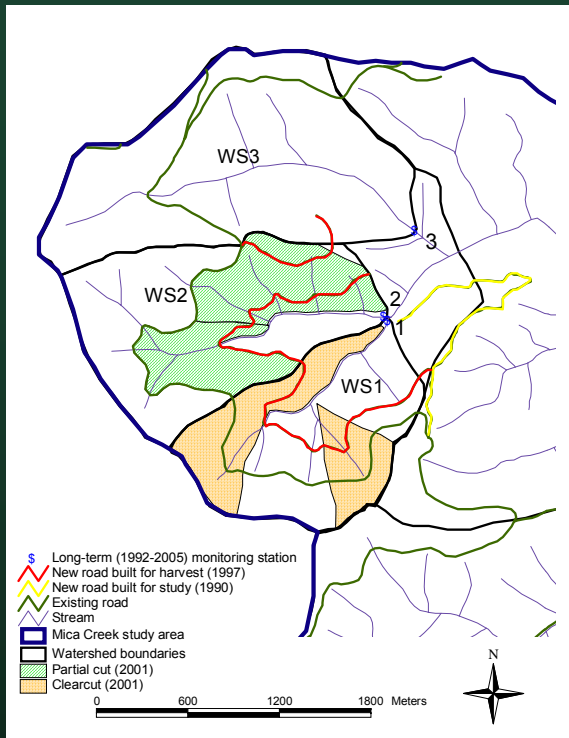 WS3
3
WS2
2
1
WS1
$ Long-term (1992-2005) monitoring station
New road built for harvest (1997)
New road built for study (1990)
Existing road
Stream
Mica Creek study area
Watershed boundaries
Partial cut (2001)
Clearcut (2001)
N
0 600 1200 1800 Meters